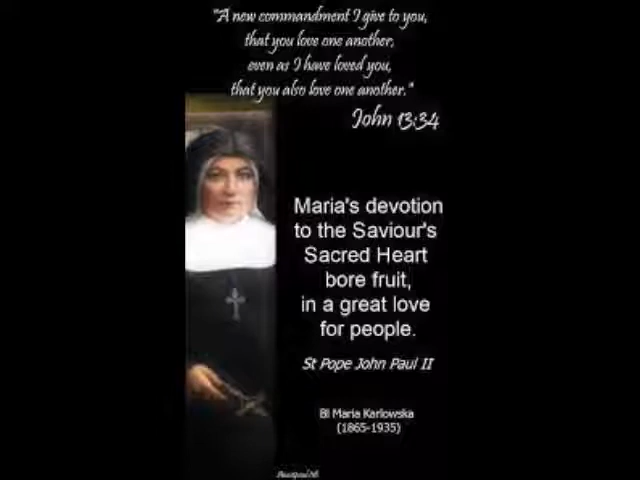 "A new commandment I give to you,
that you love one another,
even as I have loved you,
that you also love one another."
John 13:34
Maria's devotion
to the Saviour's
Sacred Heart
bore fruit,
in a great love
for people.
St Pope John Paul II
Bl Maria Karlowska
(1865-1935)